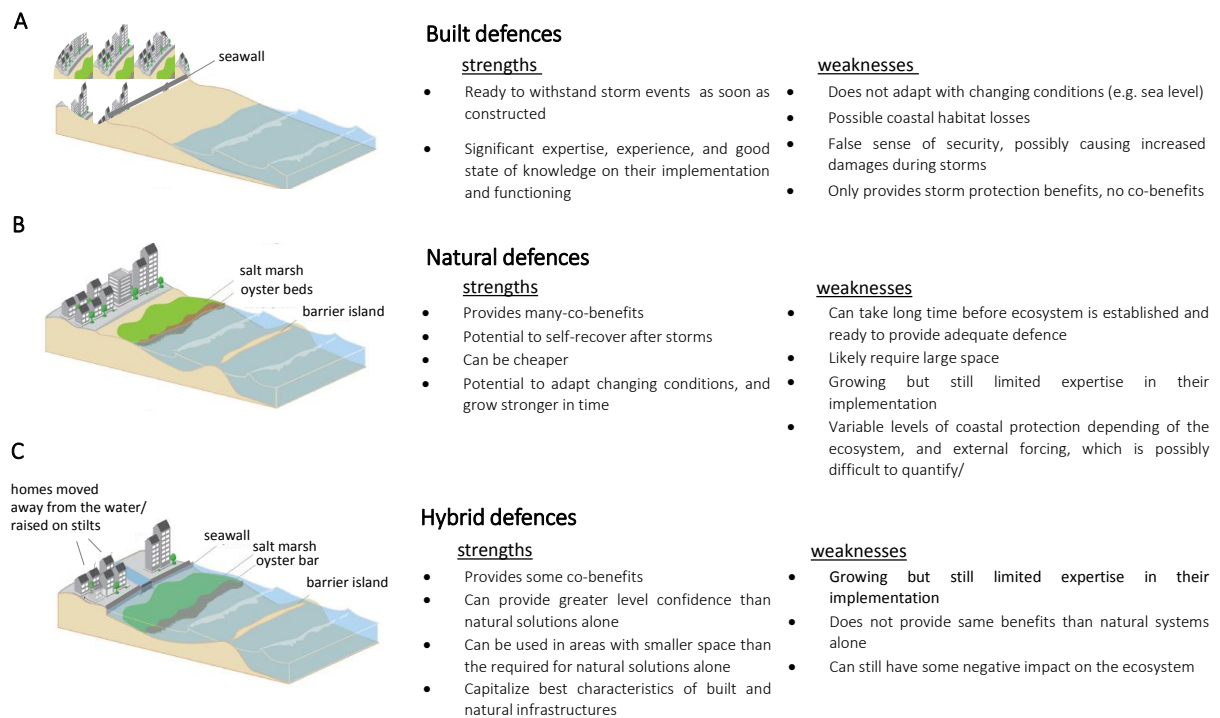 A
seawall
Built defences
strengths
• Ready to withstand storm events as soon as
constructed
• Significant expertise, experience, and good
state of knowledge on their implementation
and functioning
weaknesses
• Does not adapt with changing conditions (e.g. sea level)
• Possible coastal habitat losses
• False sense of security, possibly causing increased
damages during storms
• Only provides storm protection benefits, no co-benefits
B
salt marsh
oyster beds
barrier island
Natural defences
strengths
• Provides many-co-benefits
• Potential to self-recover after storms
• Can be cheaper
• Potential to adapt changing conditions, and
grow stronger in time
weaknesses
• Can take long time before ecosystem is established and
ready to provide adequate defence
• Likely require large space
• Growing but still limited expertise in their
implementation
• Variable levels of coastal protection depending of the
ecosystem, and external forcing, which is possibly
difficult to quantify/
C
homes moved
away from the water/
raised on stilts
seawall
salt marsh
oyster bar
barrier island
Hybrid defences
strengths
• Provides some co-benefits
• Can provide greater level confidence than
natural solutions alone
• Can be used in areas with smaller space than
the required for natural solutions alone
• Capitalize best characteristics of built and
natural infrastructures
weaknesses
• Growing but still limited expertise in their
implementation
• Does not provide same benefits than natural systems
alone
• Can still have some negative impact on the ecosystem